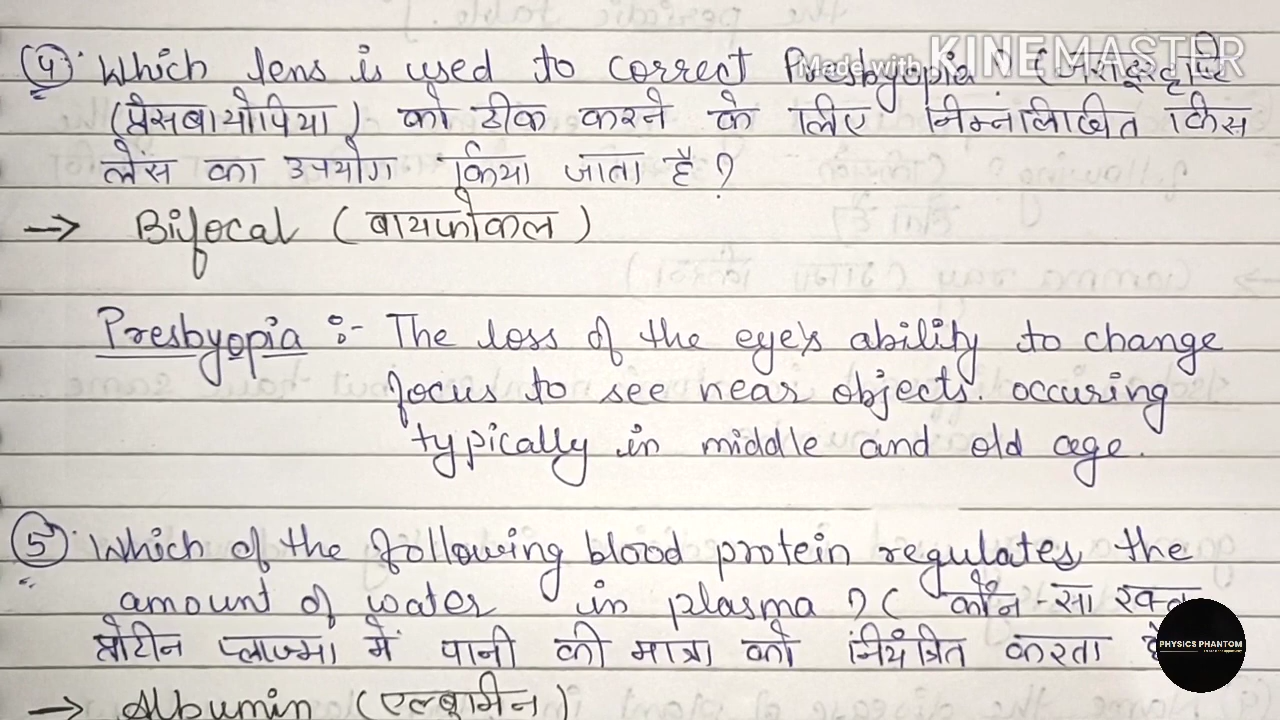 ④ Which lens is used to correct Presbyopia? (जरादूरदृष्टि
(प्रैसबायोपिया) को ठीक करने के लिए निम्नलिखित किस
लेंस का उपयोग किया जाता है?
→ Bifocal (बायफोकल)
Presbyopia :- The loss of the eye's ability to change
focus to see near objects. occuring
typically in middle and old age.
⑤ Which of the following blood protein regulates the
amount of water in plasma? ( कौन-सा रक्त
प्रोटीन प्लाज्मा में पानी की मात्रा को नियंत्रित करता
→ Albumin (एल्बूमीन)
Made with KINEMASTER
PHYSICS PHANTOM